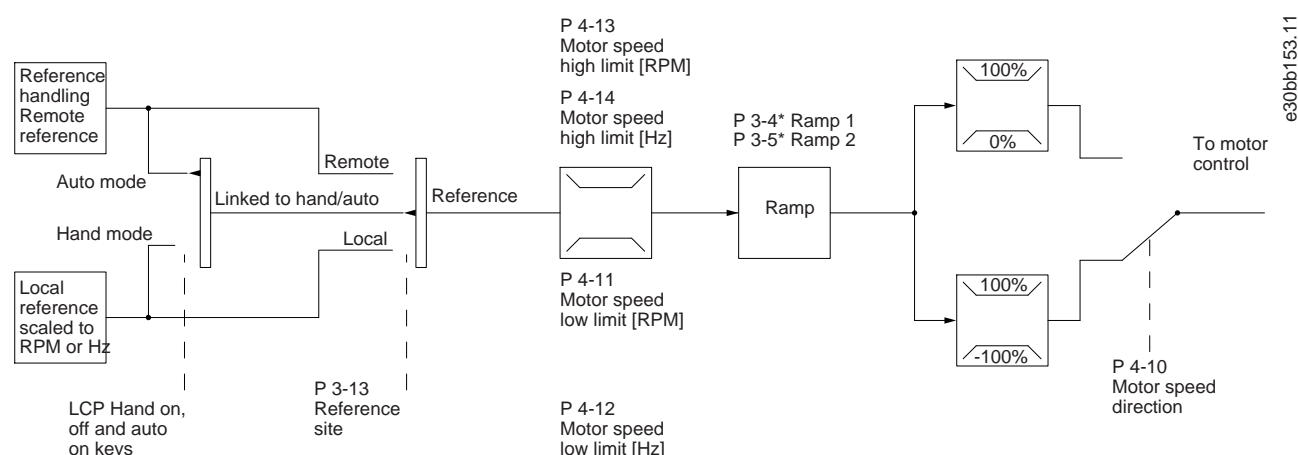 Reference
handling
Remote
reference
Auto mode
Hand mode
Local
reference
scaled to
RPM or Hz
LCP Hand on,
off and auto
on keys
Linked to hand/auto
Remote
Local
P 3-13
Reference
site
Reference
P 4-13
Motor speed
high limit [RPM]
P 4-14
Motor speed
high limit [Hz]
P 4-11
Motor speed
low limit [RPM]
P 4-12
Motor speed
low limit [Hz]
P 3-4* Ramp 1
P 3-5* Ramp 2
Ramp
100%
0%
100%
-100%
To motor
control
P 4-10
Motor speed
direction
e30bb153.11